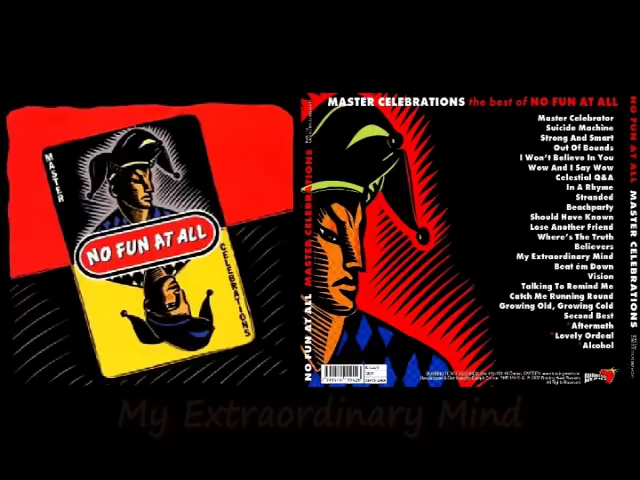 MASTER
NO FUN AT ALL
CELEBRATIONS
NO FUN AT ALL MASTER CELEBRATIONS
MASTER CELEBRATIONS the best of NO FUN AT ALL
Master Celebrator
Suicide Machine
Strong And Smart
Out Of Bounds
I Won't Believe In You
Wow And I Say Wow
Celestial Q&A
In A Rhyme
Stranded
Beachparty
Should Have Known
Lose Another Friend
Where's The Truth
Believers
My Extraordinary Mind
Beat em Down
Vision
Talking To Remind Me
Catch Me Running Round
Growing Old, Growing Cold
Second Best
*Aftermath
*Lovely Ordeal
*Alcohol
NO FUN AT ALL MASTER CELEBRATIONS
My Extraordinary Mind